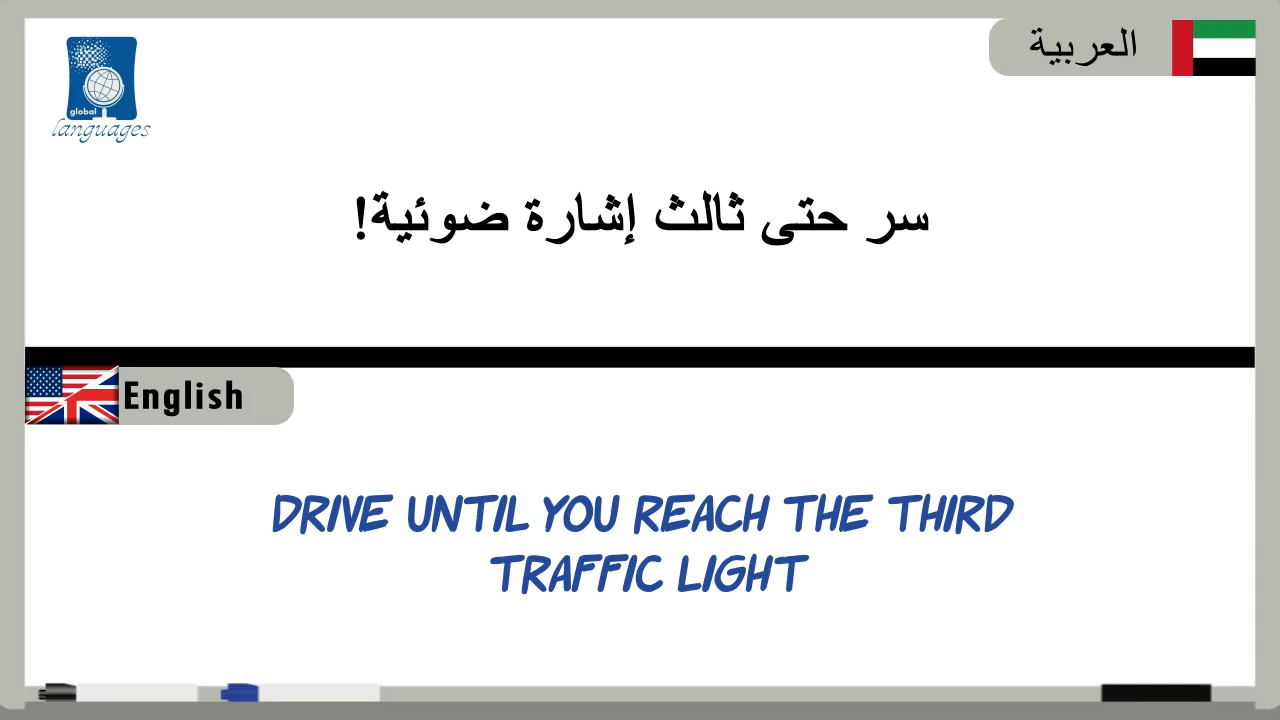 global
languages
العربية
سر حتى ثالث إشارة ضوئية!
English
DRIVE UNTIL YOU REACH THE THIRD
TRAFFIC LIGHT